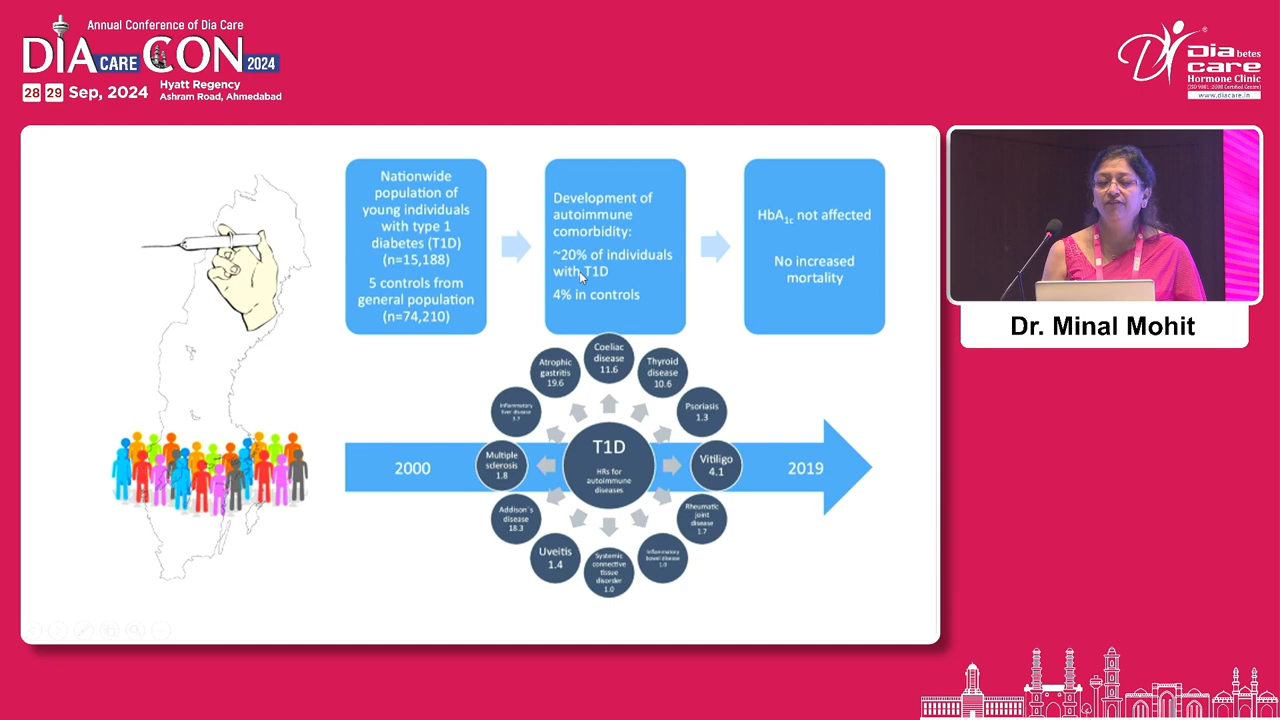 Annual Conference of Dia Care
DIA CARE CON 2024
28 29 Sep, 2024
Hyatt Regency
Ashram Road, Ahmedabad
Diabetes
care
Hormone Clinic
(ISO 9001 :2008 Certified Centre)
www.diacare.in
Nationwide
population of
young individuals
with type 1
diabetes (T1D)
(n=15,188)
5 controls from
general population
(n=74,210)
Development of
autoimmune
comorbidity:
~20% of individuals
with T1D
4% in controls
HbA1c not affected
No increased
mortality
Coeliac
disease
11.6
Thyroid
disease
10.6
Psoriasis
1.3
Vitiligo
4.1
Rheumatic
joint
disease
1.7
Inflammatory
bowel disease
1.0
Systemic
connective
tissue
disorder
1.0
Uveitis
1.4
Addison´s
disease
18.3
Multiple
sclerosis
1.8
Inflammatory
liver disease
Atrophic
gastritis
19.6
T1D
HRs for
autoimmune
diseases
2000
2019
Dr. Minal Mohit